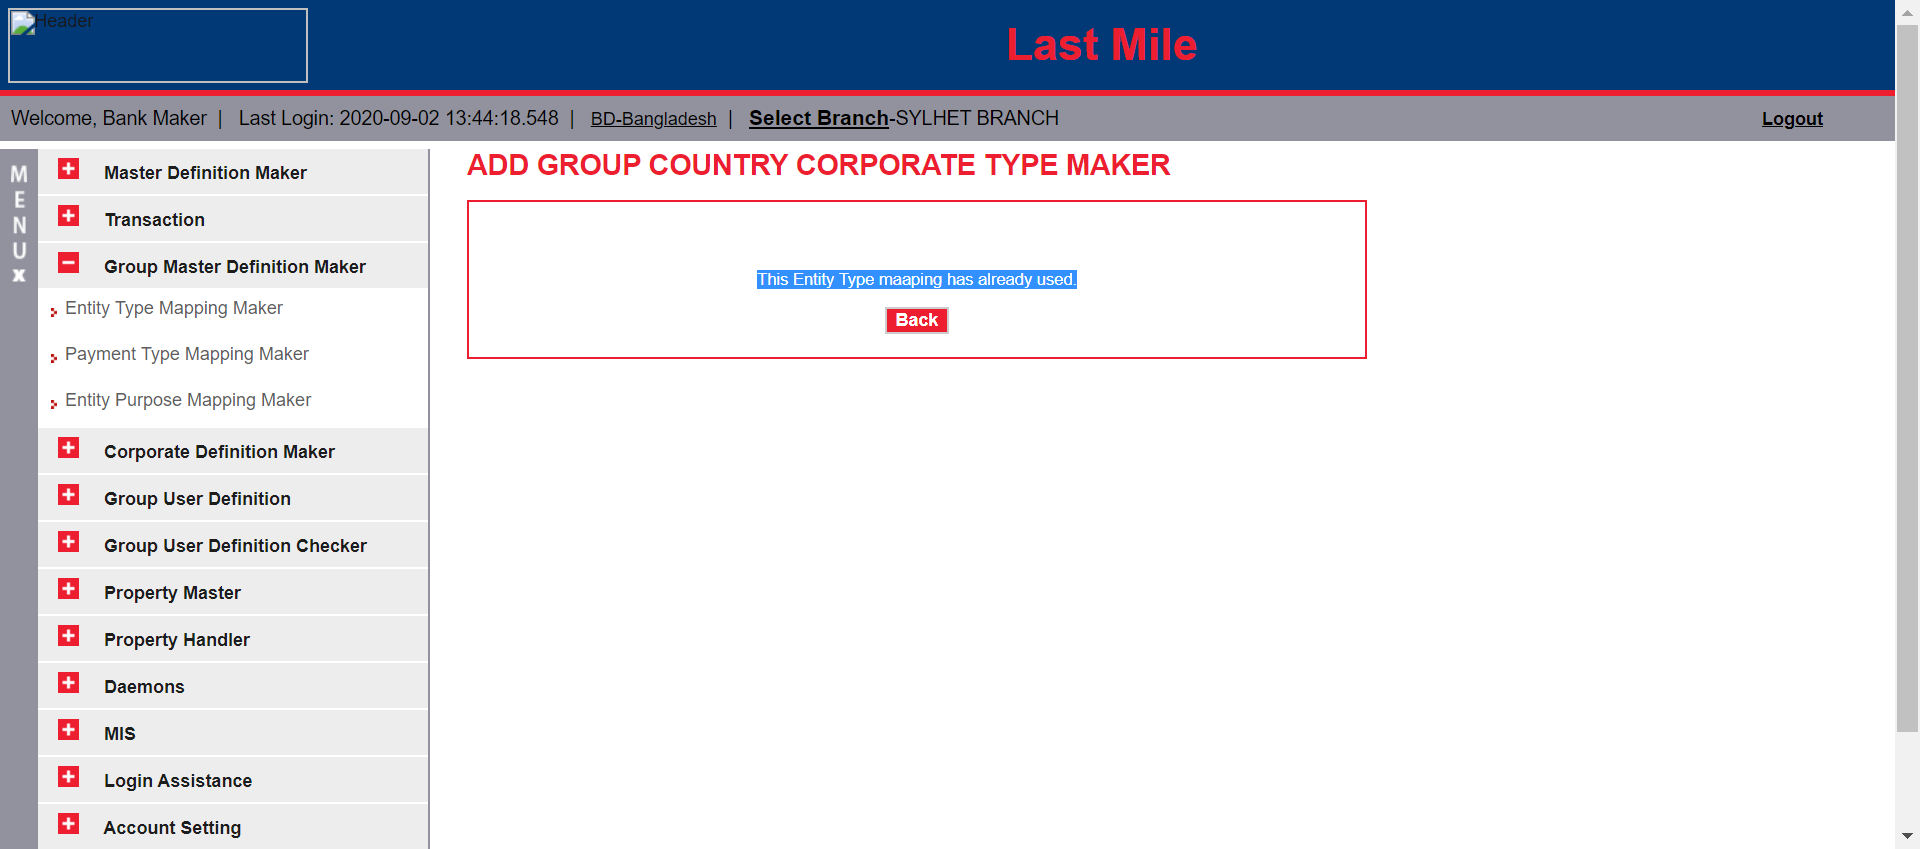 Header
Last Mile
Welcome, Bank Maker | Last Login: 2020-09-02 13:44:18.548 | BD-Bangladesh | Select Branch-SYLHET BRANCH
Logout
MENU
x
Master Definition Maker
Transaction
Group Master Definition Maker
Entity Type Mapping Maker
Payment Type Mapping Maker
Entity Purpose Mapping Maker
Corporate Definition Maker
Group User Definition
Group User Definition Checker
Property Master
Property Handler
Daemons
MIS
Login Assistance
Account Setting
ADD GROUP COUNTRY CORPORATE TYPE MAKER
This Entity Type maaping has already used.
Back